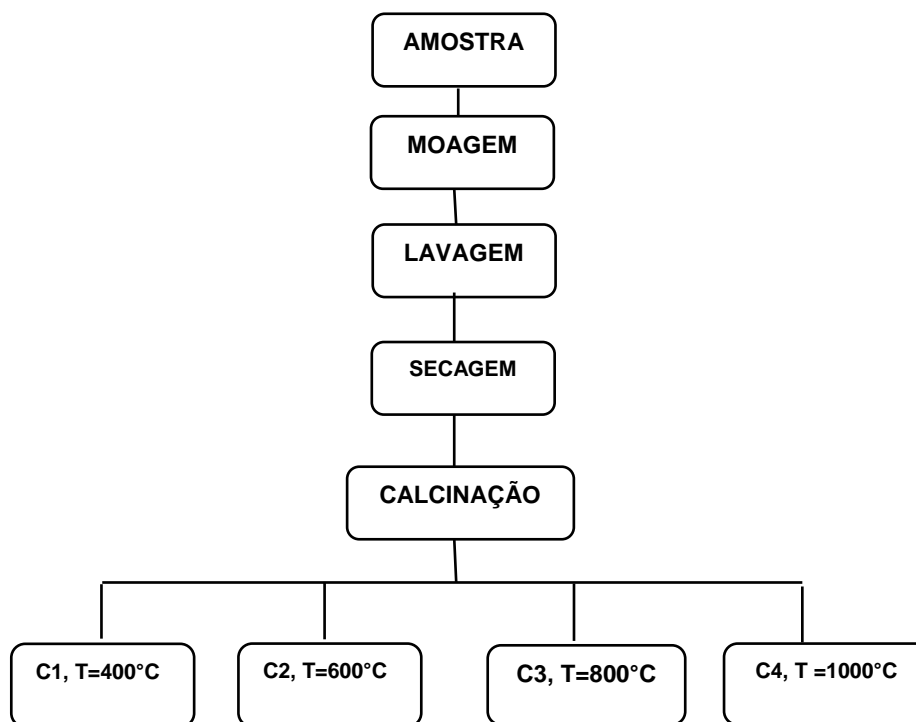 AMOSTRA
MOAGEM
LAVAGEM
SECAGEM
CALCINAÇÃO
C1, T=400°C
C2, T=600°C
C3, T=800°C
C4, T =1000°C